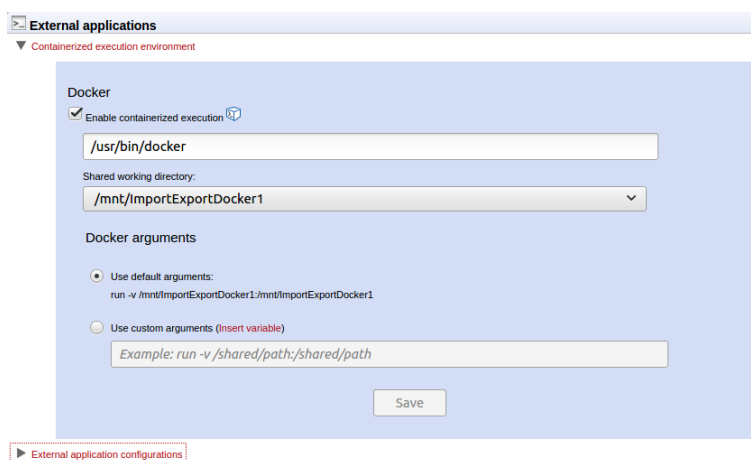 External applications
Containerized execution environment
Docker
Enable containerized execution
/usr/bin/docker
Shared working directory:
/mnt/ImportExportDocker1
Docker arguments
Use default arguments:
run -v /mnt/ImportExportDocker1:/mnt/ImportExportDocker1
Use custom arguments (Insert variable)
Example: run -v /shared/path:/shared/path
Save
External application configurations